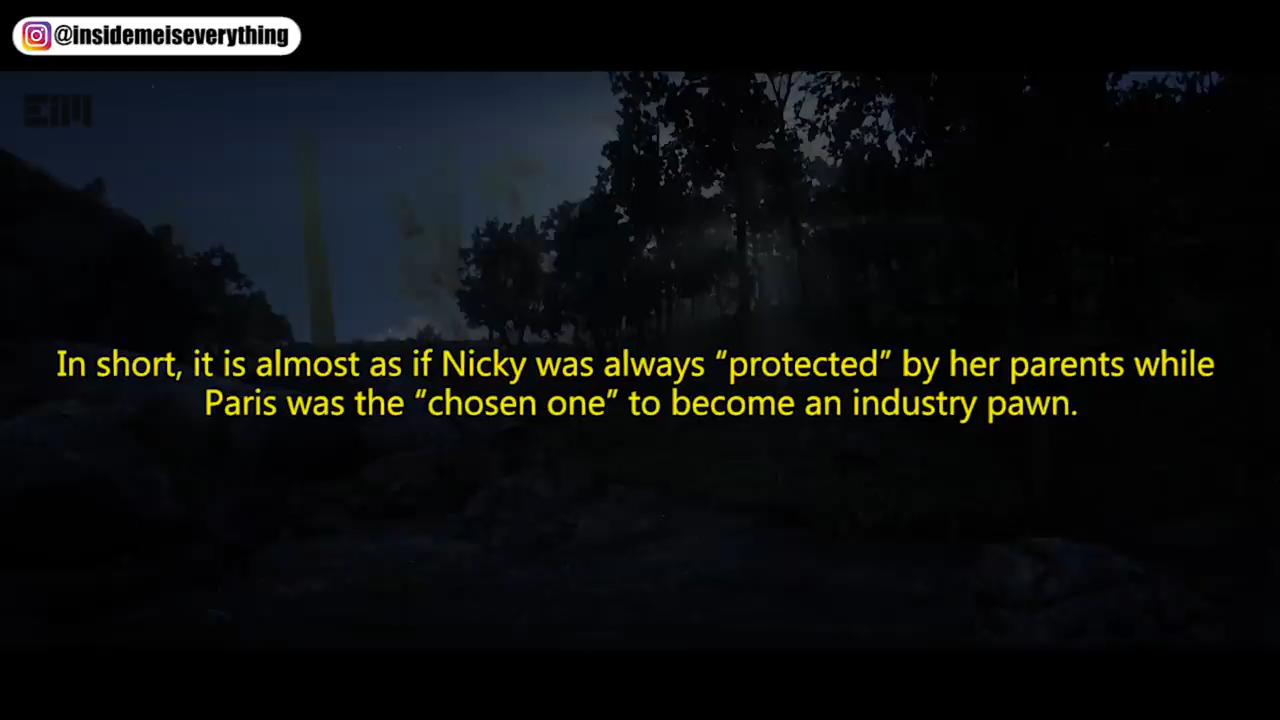 @insidemeiseverything
EIM
In short, it is almost as if Nicky was always “protected” by her parents while
Paris was the “chosen one” to become an industry pawn.